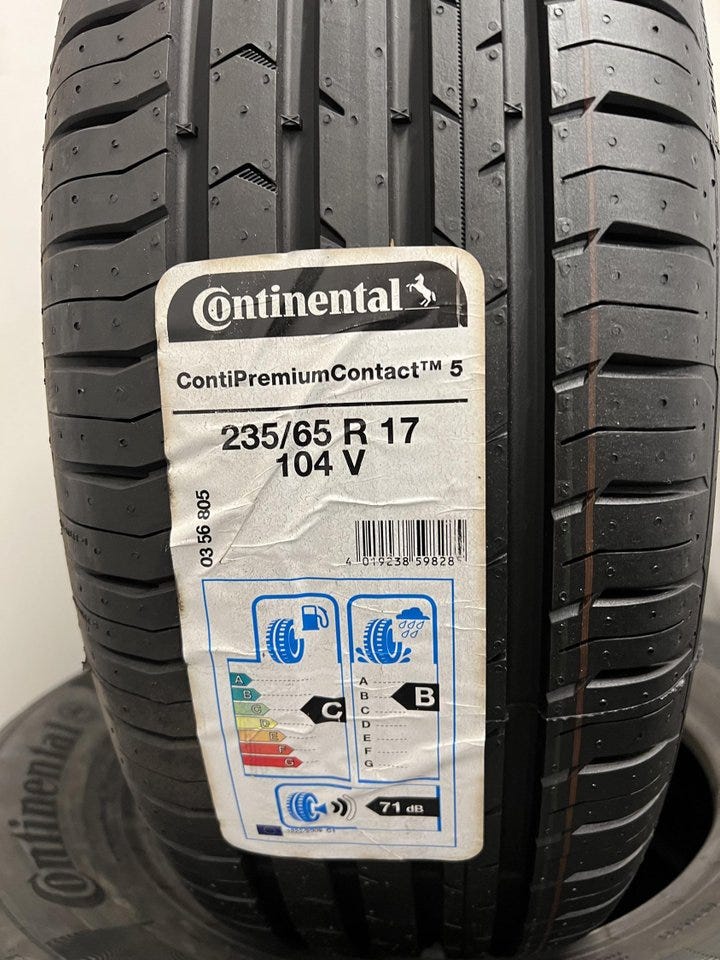 Continental
ContiPremiumContact™ 5
235/65 R 17
104 V
03 56 805
4 019238 59828
A
B
C
D
E
F
G
C
A
B
C
D
E
F
G
B
71 dB
Continental